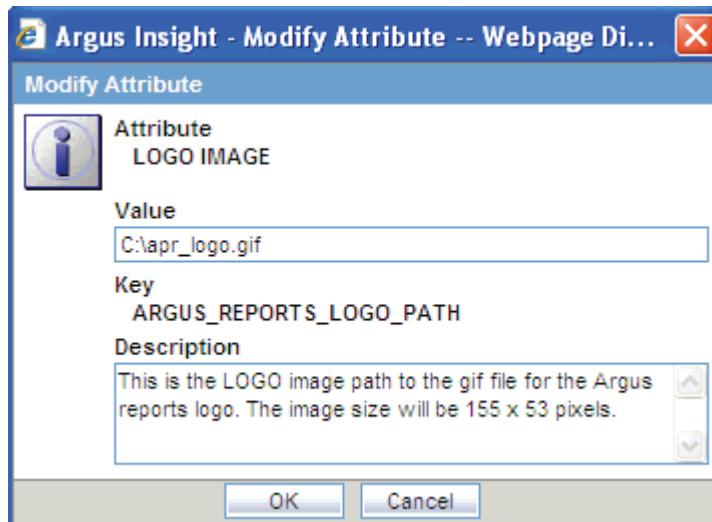 Argus Insight - Modify Attribute -- Webpage Di...
Modify Attribute
Attribute
LOGO IMAGE
Value
C:\apr_logo.gif
Key
ARGUS_REPORTS_LOGO_PATH
Description
This is the LOGO image path to the gif file for the Argus
reports logo. The image size will be 155 x 53 pixels.
OK Cancel